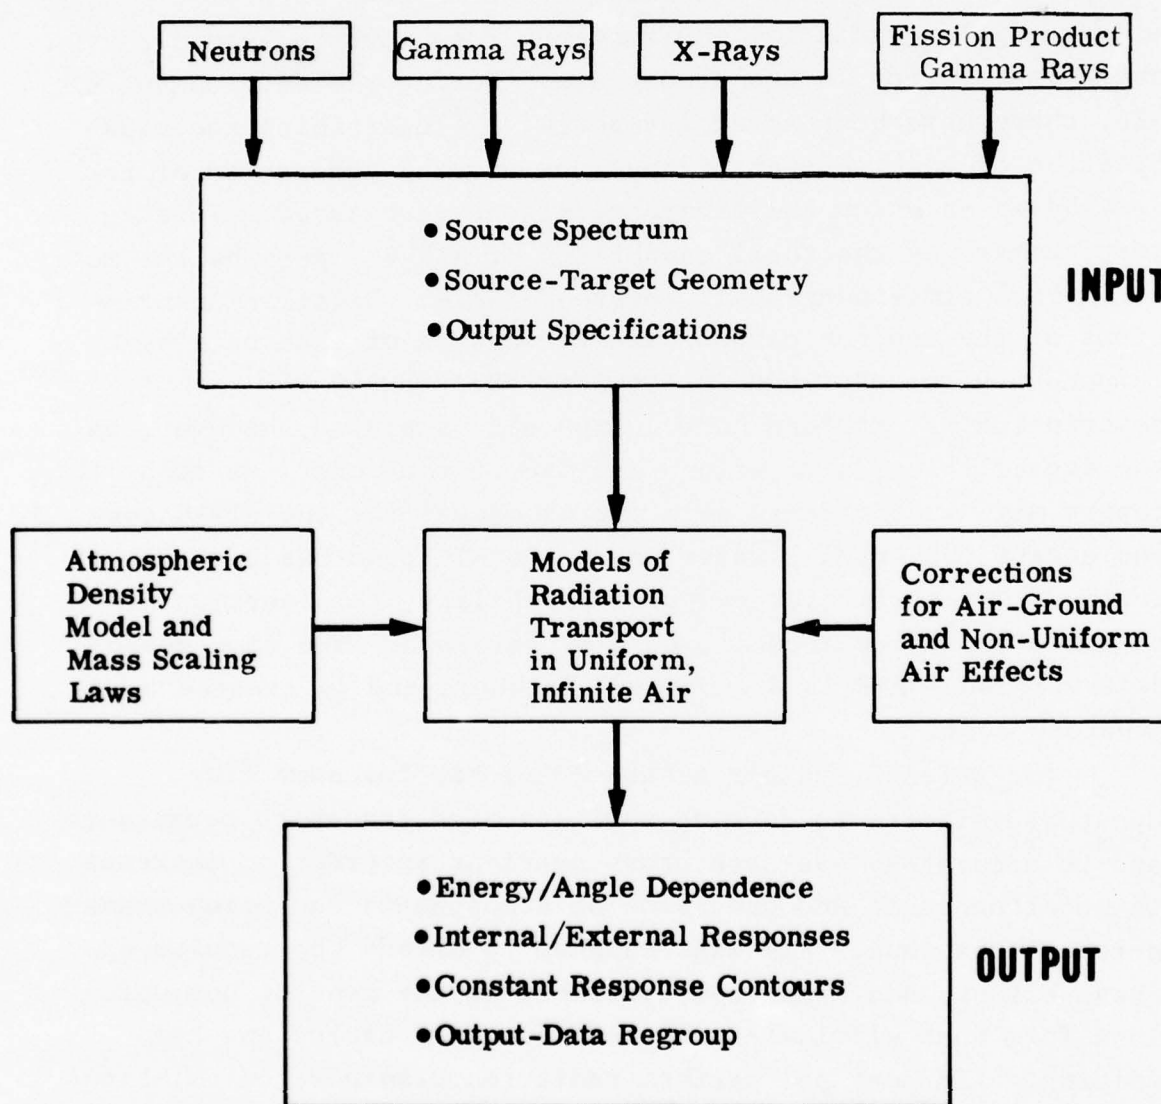 Neutrons
Gamma Rays
X-Rays
Fission Product
Gamma Rays
•Source Spectrum
•Source-Target Geometry
•Output Specifications
INPUT
Atmospheric
Density
Model and
Mass Scaling
Laws
Models of
Radiation
Transport
in Uniform,
Infinite Air
Corrections
for Air-Ground
and Non-Uniform
Air Effects
•Energy/Angle Dependence
•Internal/External Responses
•Constant Response Contours
•Output-Data Regroup
OUTPUT